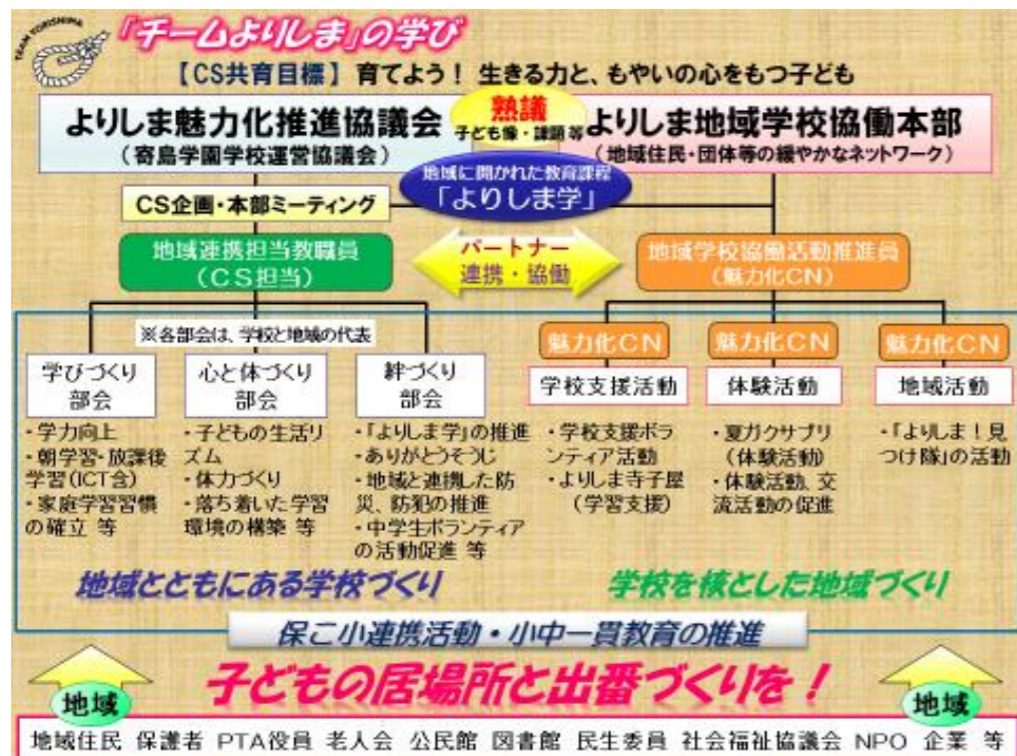 TEAM YORISHIMA
「チームよりしま」の学び
【CS共育目標】育てよう！ 生きる力と、もやいの心をもつ子ども
よりしま魅力化推進協議会
（寄島学園学校運営協議会）
熟議
子ども像・課題等
よりしま地域学校協働本部
（地域住民・団体等の緩やかなネットワーク）
地域に開かれた教育課程
「よりしま学」
CS企画・本部ミーティング
地域連携担当教職員
（CS担当）
パートナー
連携・協働
地域学校協働活動推進員
（魅力化CN）
※各部会は、学校と地域の代表
学びづくり
部会
・学力向上
・朝学習・放課後
学習(ICT含)
・家庭学習習慣
の確立 等
心と体づくり
部会
・子どもの生活リ
ズム
・体力づくり
・落ち着いた学習
環境の構築 等
絆づくり
部会
・「よりしま学」の推進
・ありがとうそうじ
・地域と連携した防
災、防犯の推進
・中学生ボランティア
の活動促進 等
魅力化CN
学校支援活動
・学校支援ボラ
ンティア活動
・よりしま寺子屋
（学習支援）
魅力化CN
体験活動
・夏ガクサプリ
（体験活動）
・体験活動、交
流活動の促進
魅力化CN
地域活動
・「よりしま！見
つけ隊」の活動
地域とともにある学校づくり
学校を核とした地域づくり
保こ小連携活動・小中一貫教育の推進
子どもの居場所と出番づくりを！
地域
地域
地域住民 保護者 PTA役員 老人会 公民館 図書館 民生委員 社会福祉協議会 NPO 企業 等